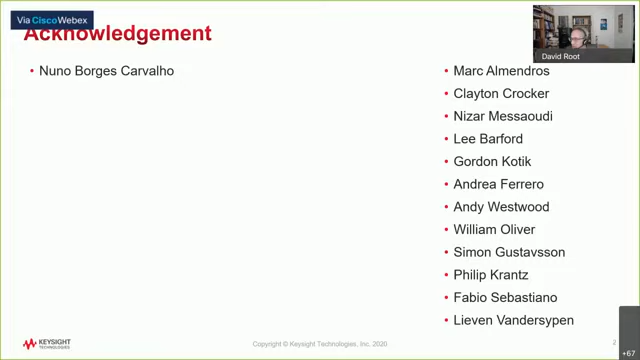 Via Cisco Webex
Acknowledgement
• Nuno Borges Carvalho
David Root
• Marc Almendros
• Clayton Crocker
• Nizar Messaoudi
• Lee Barford
• Gordon Kotik
• Andrea Ferrero
• Andy Westwood
• William Oliver
• Simon Gustavsson
• Philip Krantz
• Fabio Sebastiano
• Lieven Vandersypen
KEYSIGHT
TECHNOLOGIES
Copyright © Keysight Technologies, Inc. 2020
2
+67